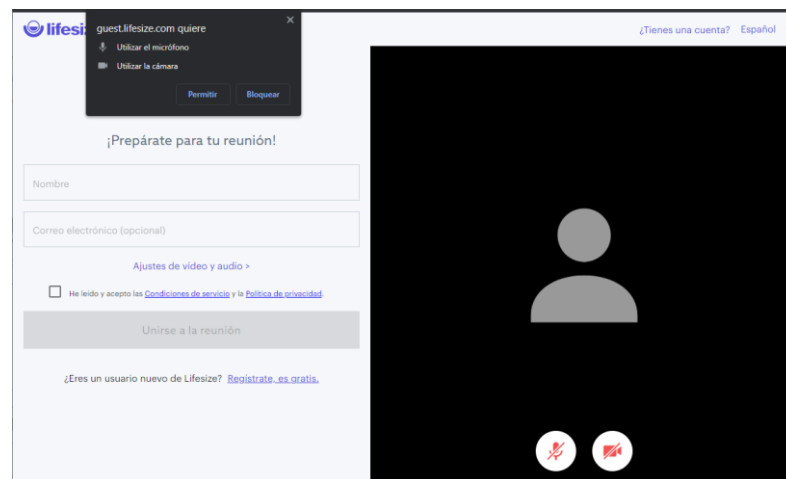 lifesi
guest.lifesize.com quiere
Utilizar el micrófono
Utilizar la cámara
Permitir Bloquear
¿Tienes una cuenta? Español
¡Prepárate para tu reunión!
Nombre
Correo electrónico (opcional)
Ajustes de video y audio >
He leído y acepto las Condiciones de servicio y la Política de privacidad.
Unirse a la reunión
¿Eres un usuario nuevo de Lifesize? Regístrate, es gratis.